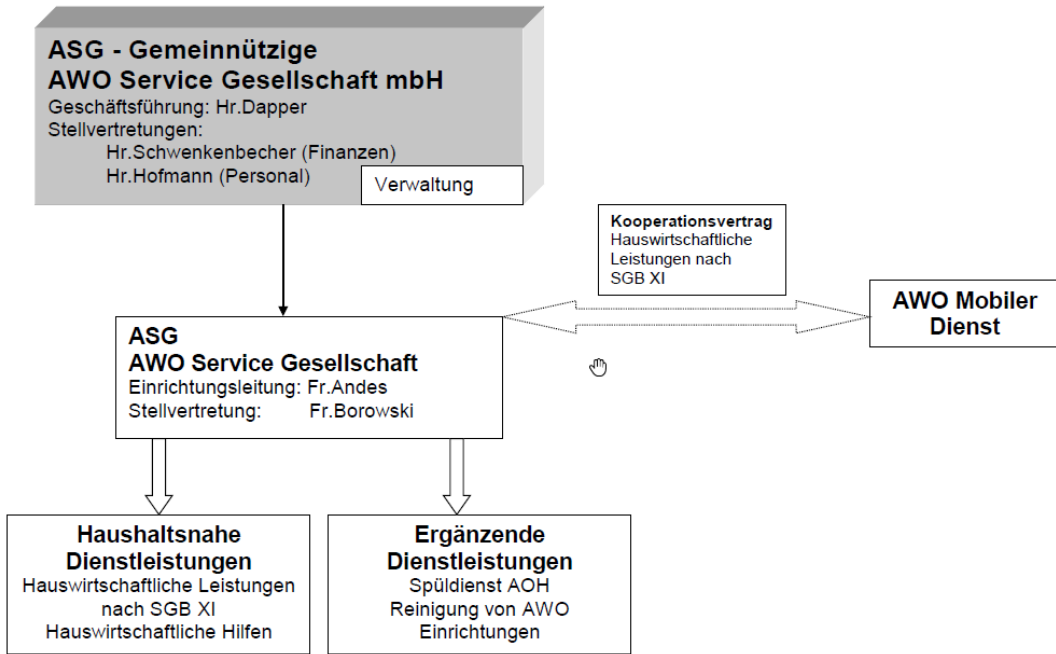 ASG - Gemeinnützige
AWO Service Gesellschaft mbH
Geschäftsführung: Hr.Dapper
Stellvertretungen:
Hr.Schwenkenbecher (Finanzen)
Hr.Hofmann (Personal)
Verwaltung
Kooperationsvertrag
Hauswirtschaftliche
Leistungen nach
SGB XI
AWO Mobiler
Dienst
ASG
AWO Service Gesellschaft
Einrichtungsleitung: Fr.Andes
Stellvertretung: Fr.Borowski
Haushaltsnahe
Dienstleistungen
Hauswirtschaftliche Leistungen
nach SGB XI
Hauswirtschaftliche Hilfen
Ergänzende
Dienstleistungen
Spüldienst AOH
Reinigung von AWO
Einrichtungen